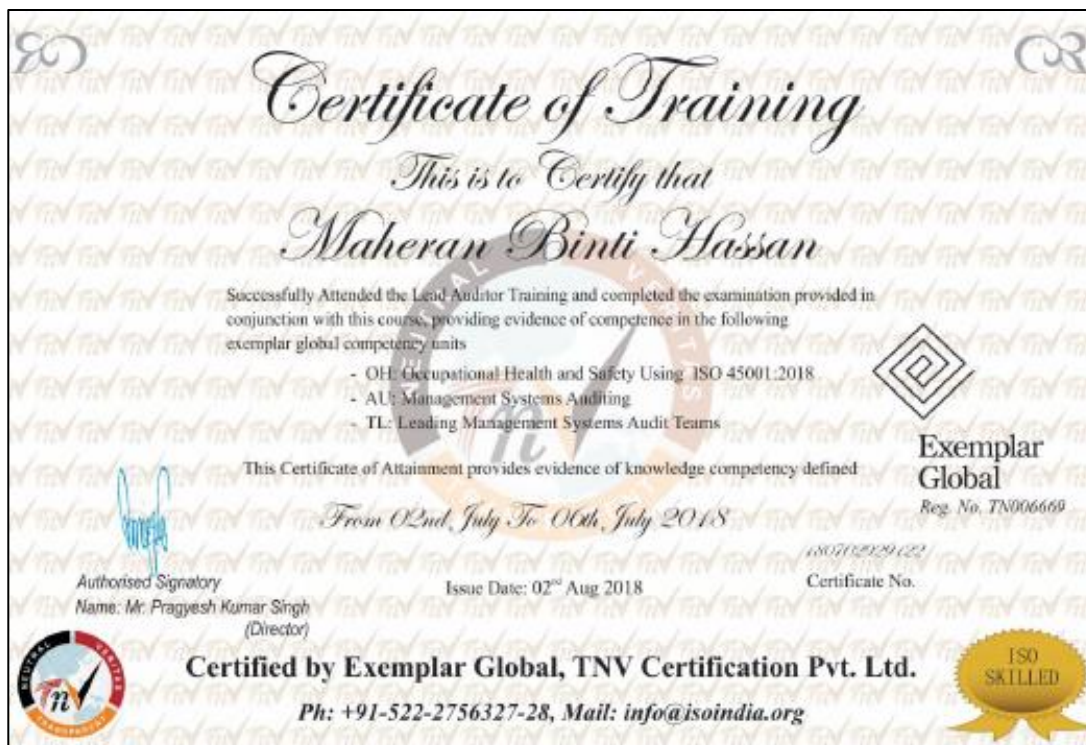 Certificate of Training
This is to Certify that
Maheran Binti Hassan
Successfully Attended the Lead Auditor Training and completed the examination provided in
conjunction with this course, providing evidence of competence in the following
exemplar global competency units
- OH: Occupational Health and Safety Using ISO 45001:2018
- AU: Management Systems Auditing
- TL: Leading Management Systems Audit Teams
This Certificate of Attainment provides evidence of knowledge competency defined
From 02nd, July To 06th, July 2018
Exemplar
Global
Reg. No. TN006669
180702929422
Certificate No.
Authorised Signatory
Name: Mr. Pragyesh Kumar Singh
(Director)
Issue Date: 02nd Aug 2018
NEUTRAL VERITAS
TRANSPARENT
tnv
Certified by Exemplar Global, TNV Certification Pvt. Ltd.
Ph: +91-522-2756327-28, Mail: info@isoindia.org
ISO
SKILLED